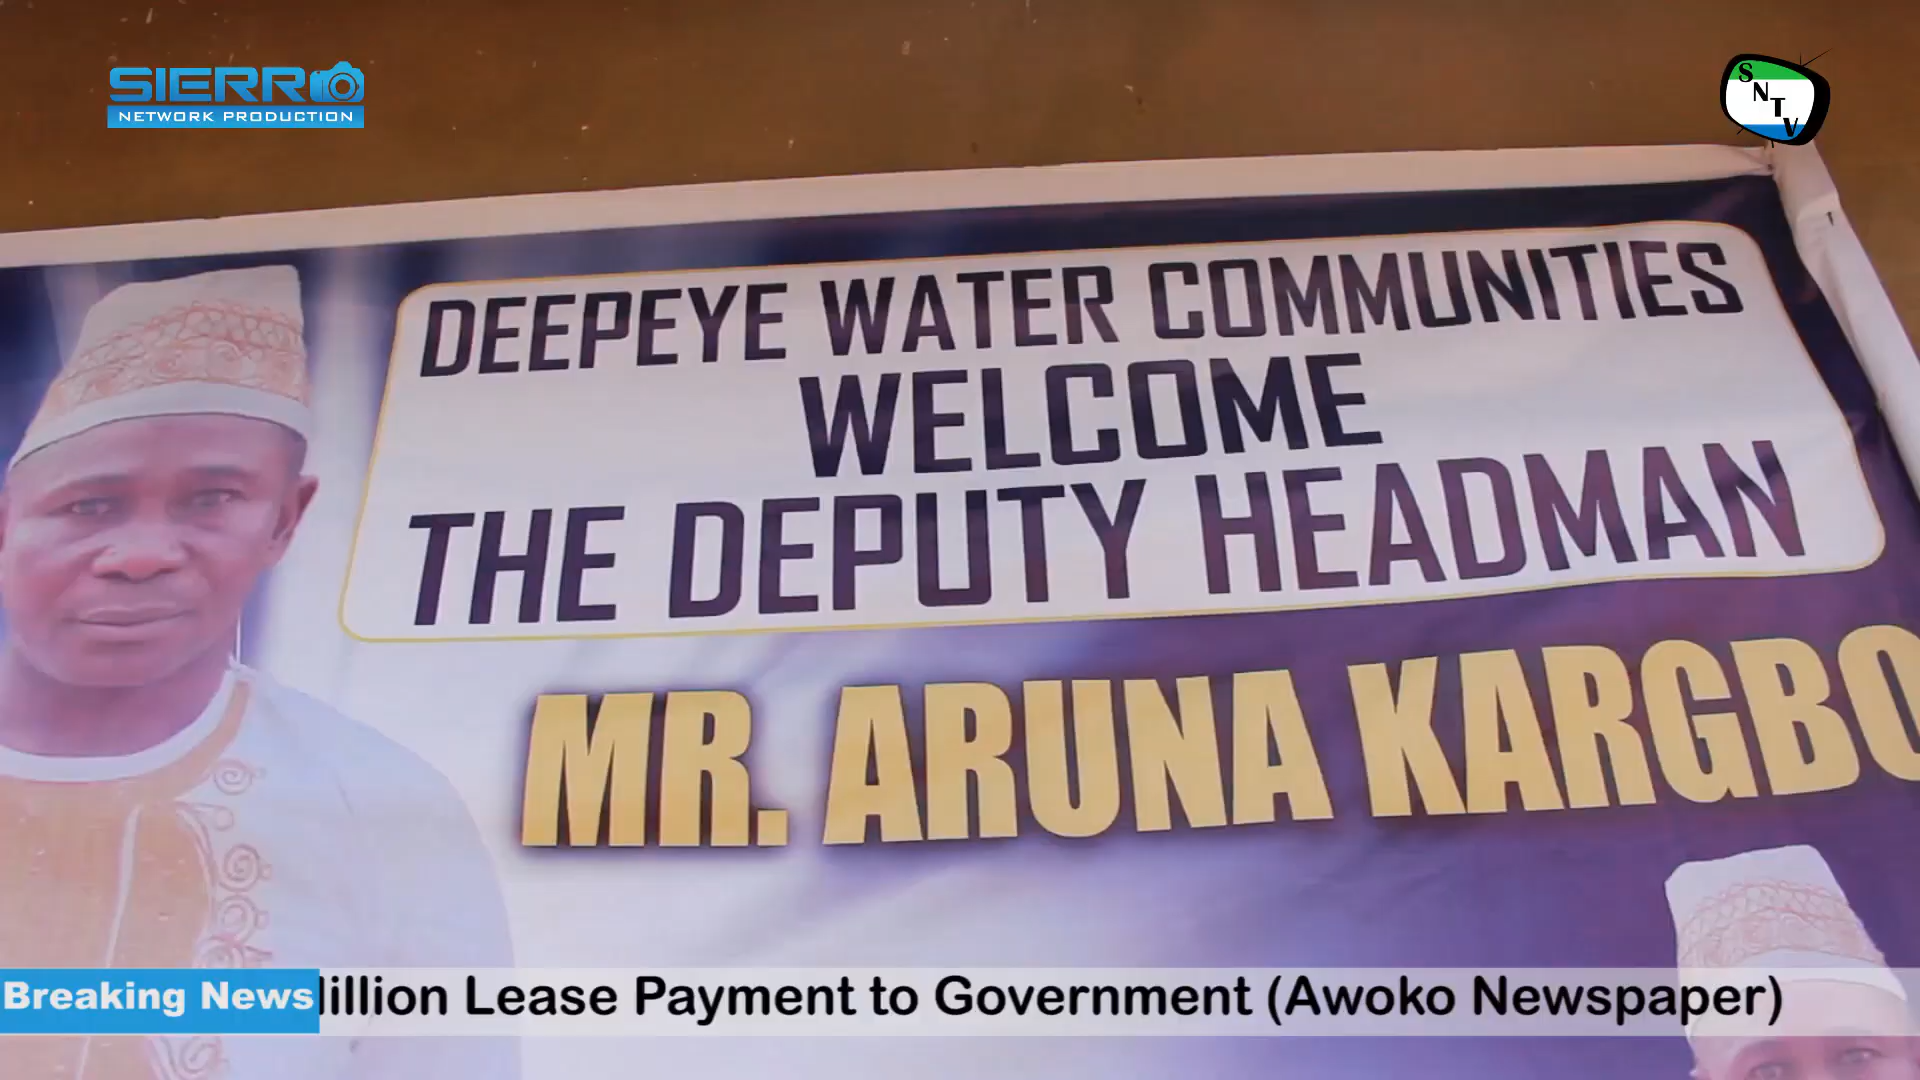 SIERR
NETWORK PRODUCTION
SNTV
DEEPEYE WATER COMMUNITIES
WELCOME
THE DEPUTY HEADMAN
MR. ARUNA KARGBO
Breaking News
illion Lease Payment to Government (Awoko Newspaper)